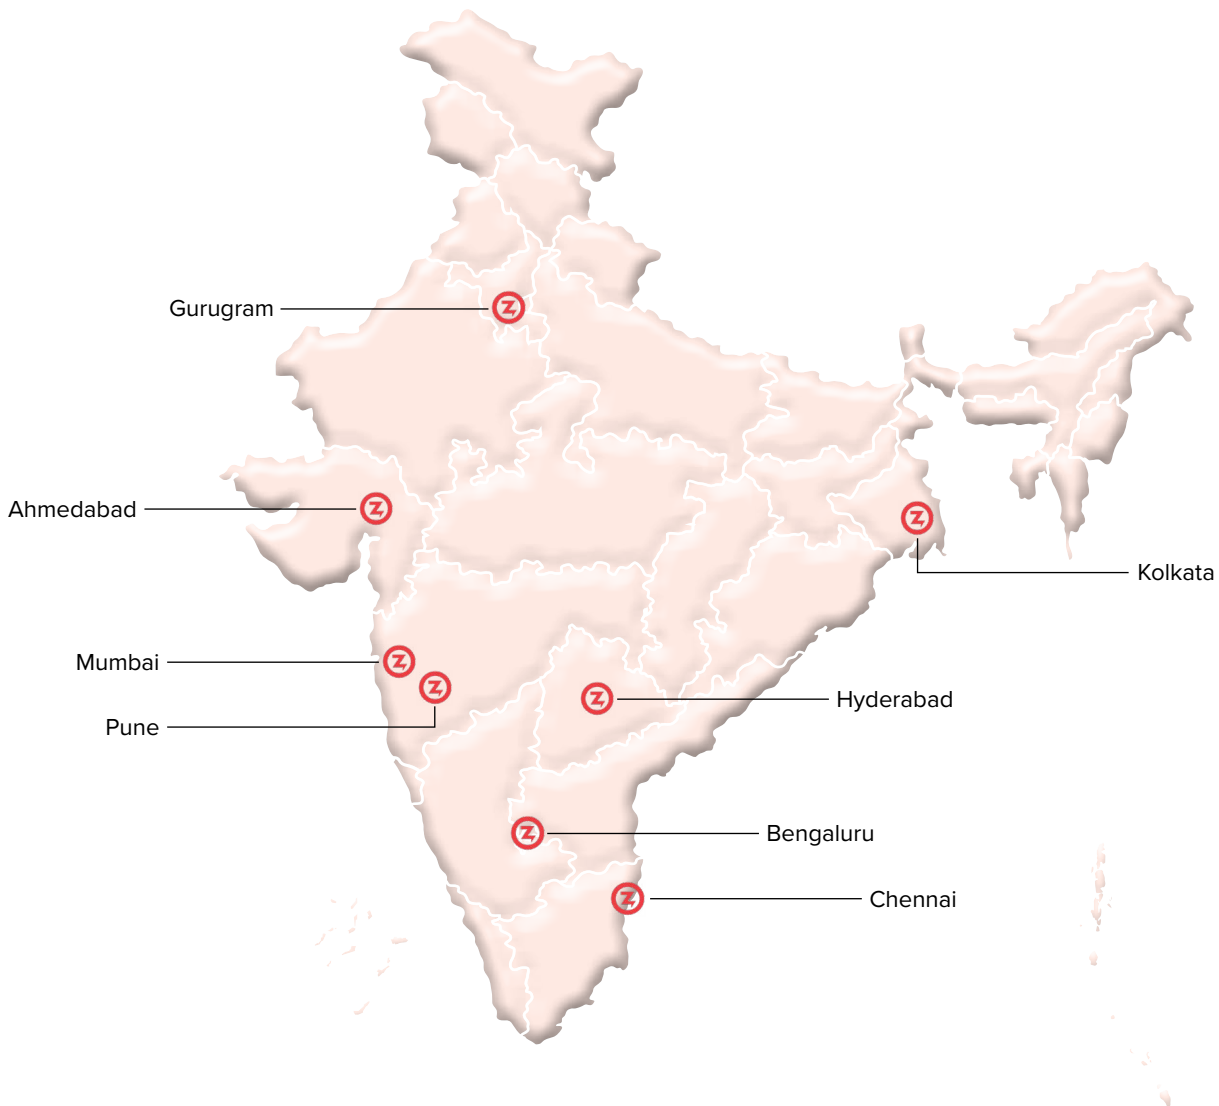 Gurugram
Ahmedabad
Kolkata
Mumbai
Pune
Hyderabad
Bengaluru
Chennai